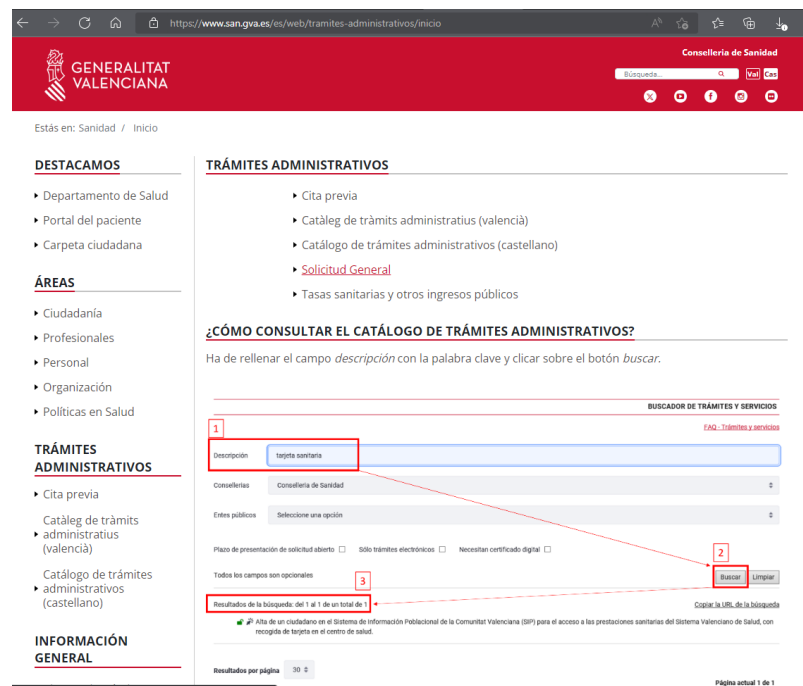 https://www.san.gva.es/es/web/tramites-administrativos/inicio
GENERALITAT
VALENCIANA
Conselleria de Sanidad
Búsqueda...
Val Cas
Estás en: Sanidad / Inicio
DESTACAMOS
Departamento de Salud
Portal del paciente
Carpeta ciudadana
ÁREAS
Ciudadanía
Profesionales
Personal
Organización
Políticas en Salud
TRÁMITES
ADMINISTRATIVOS
Cita previa
Catàleg de tràmits
administratius
(valencià)
Catálogo de trámites
administrativos
(castellano)
INFORMACIÓN
GENERAL
TRÁMITES ADMINISTRATIVOS
Cita previa
Catàleg de tràmits administratius (valencià)
Catálogo de trámites administrativos (castellano)
Solicitud General
Tasas sanitarias y otros ingresos públicos
¿CÓMO CONSULTAR EL CATÁLOGO DE TRÁMITES ADMINISTRATIVOS?
Ha de rellenar el campo descripción con la palabra clave y clicar sobre el botón buscar.
BUSCADOR DE TRÁMITES Y SERVICIOS
1
FAQ - Trámites y servicios
Descripción tarjeta sanitaria
Consellerias Conselleria de Sanidad
Entes públicos Seleccione una opción
Plazo de presentación de solicitud abierto Sólo trámites electrónicos Necesitan certificado digital
2
Todos los campos son opcionales
3
Buscar Limpiar
Resultados de la búsqueda: del 1 al 1 de un total de 1
Copiar la URL de la búsqueda
Alta de un ciudadano en el Sistema de Información Poblacional de la Comunitat Valenciana (SIP) para el acceso a las prestaciones sanitarias del Sistema Valenciano de Salud, con
recogida de tarjeta en el centro de salud.
Resultados por página 30
Página actual 1 de 1